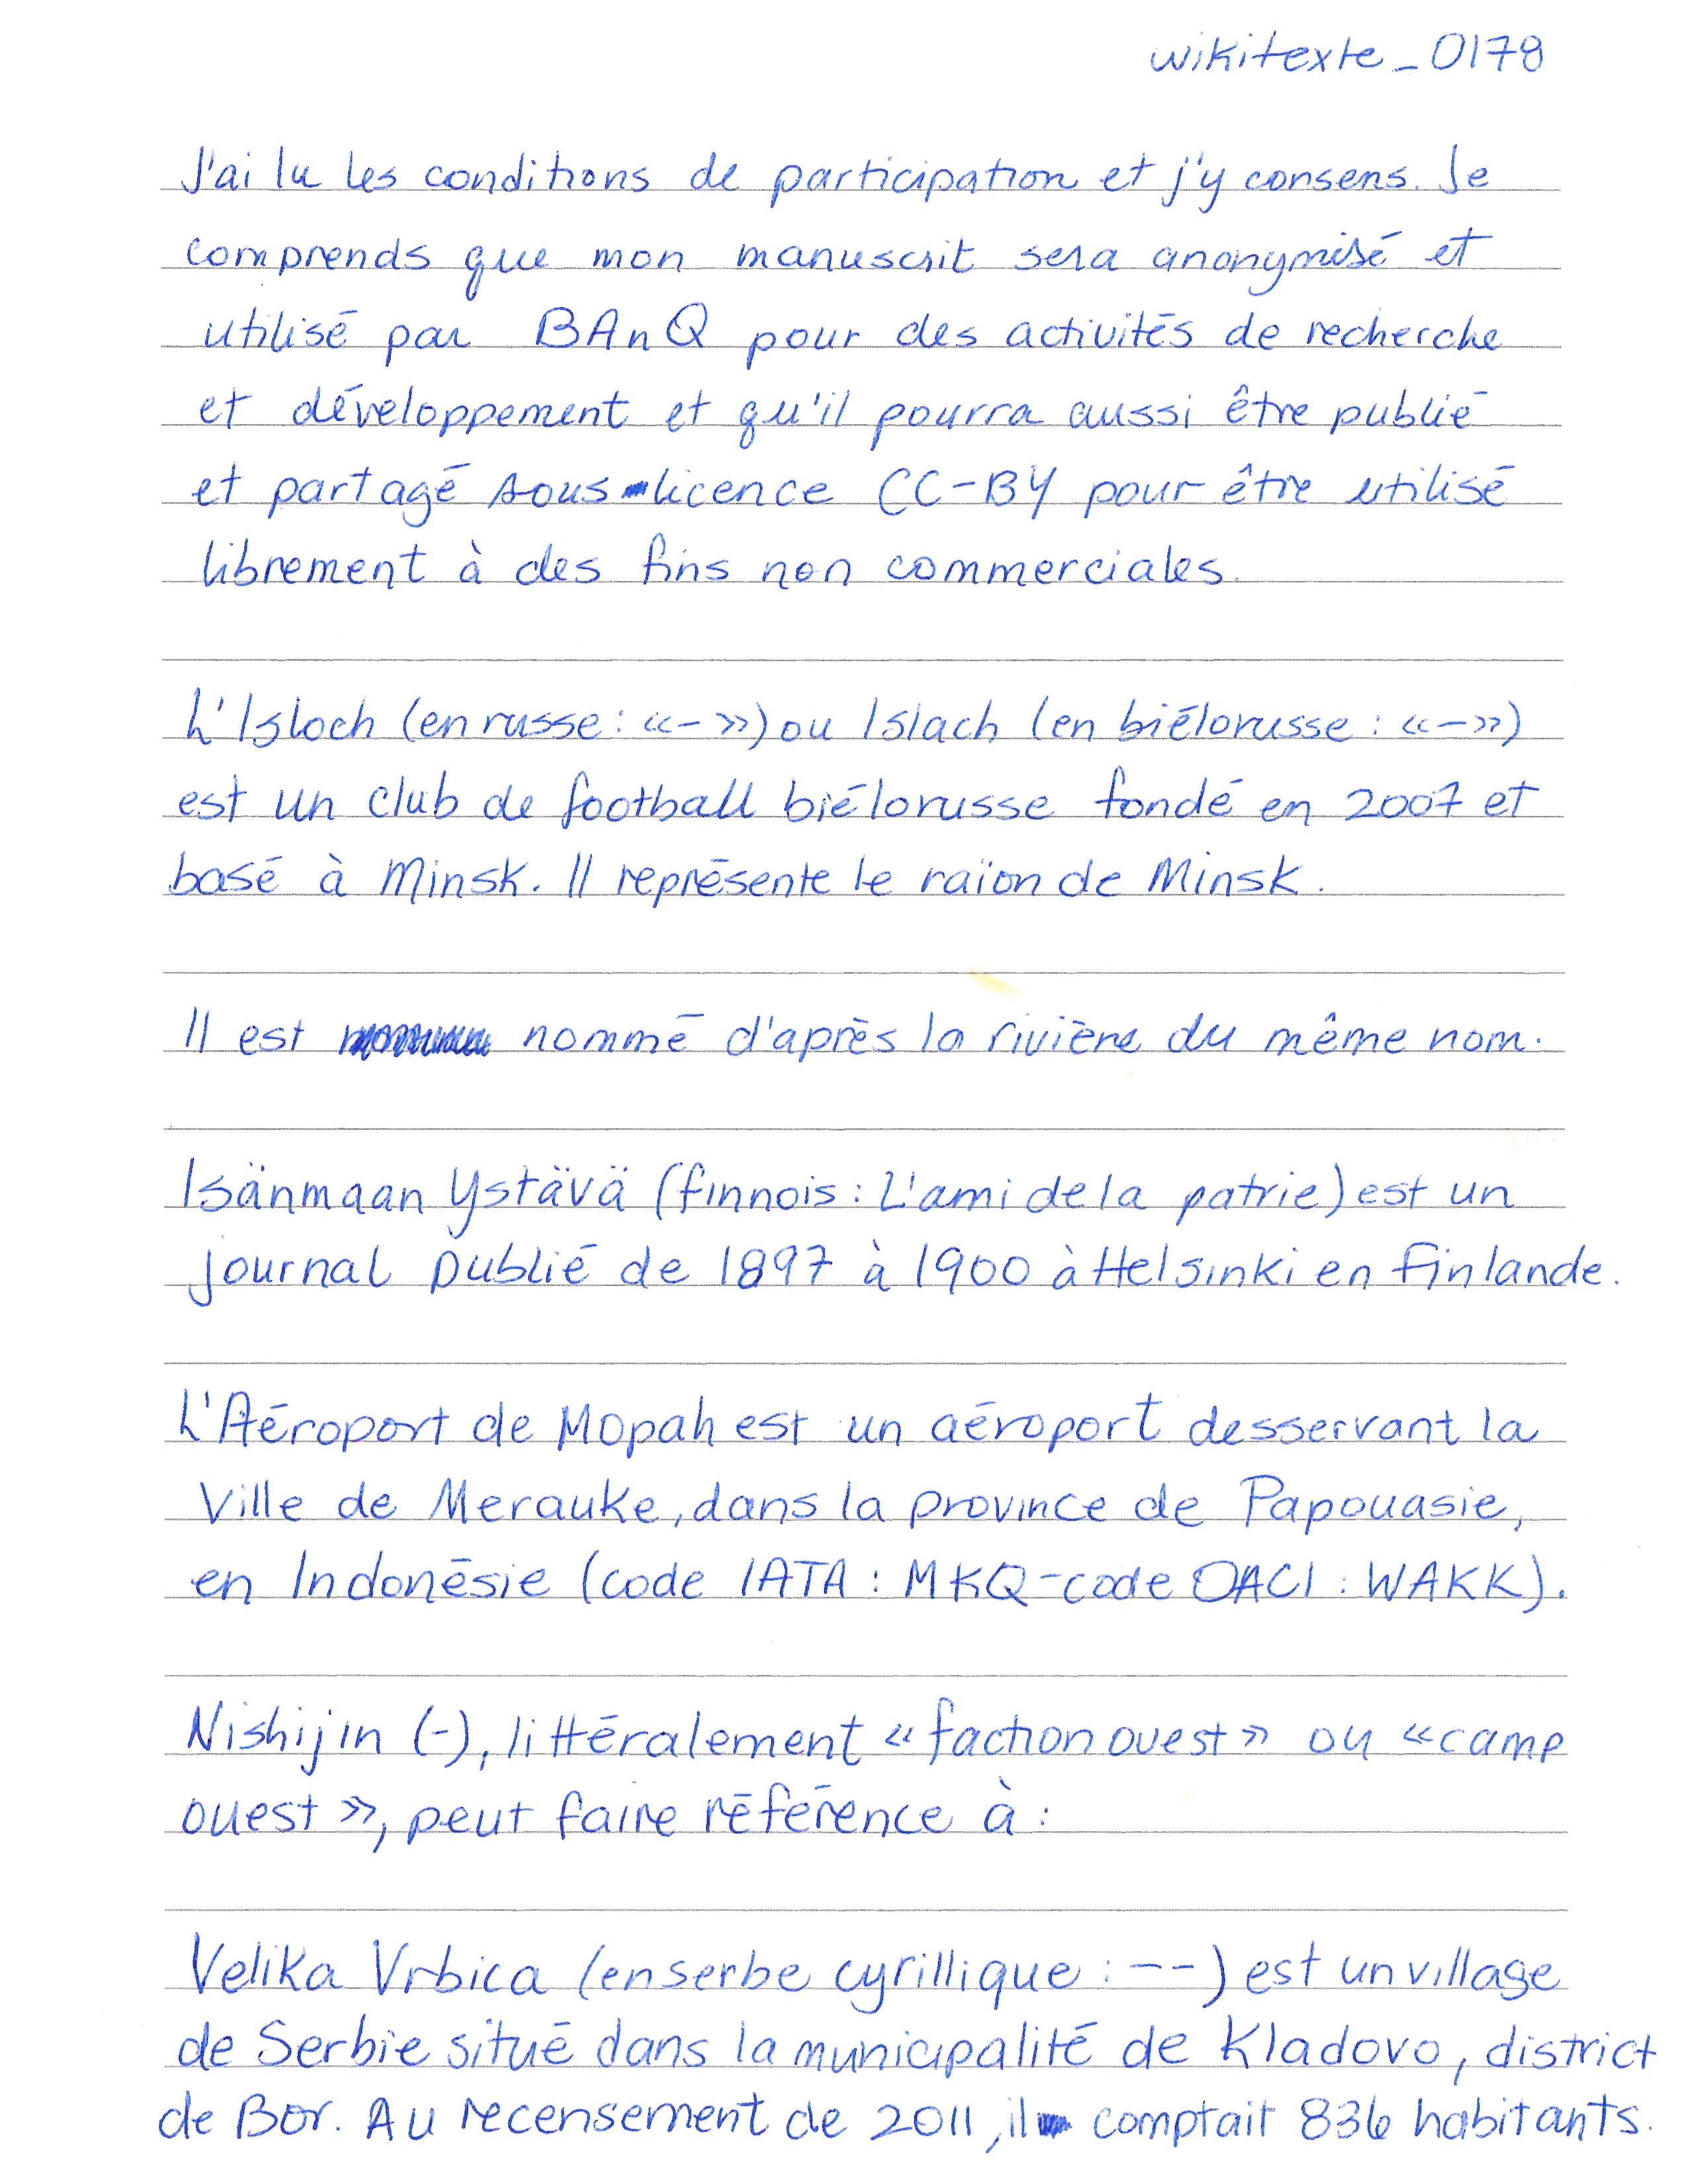 wikitexte_0178
J'ai lu les conditions de participation et j'y consens. Je
comprends que mon manuscrit sera anonymisé et
utilisé par BAnQ pour des activités de recherche
et développement et qu'il pourra aussi être publié
et partagé sous licence CC-BY pour être utilisé
librement à des fins non commerciales.
L'Isloch (en russe : «-») ou Islach (en biélorusse : «-»)
est un club de football biélorusse fondé en 2007 et
basé à Minsk. Il représente le raïon de Minsk.
Il est nommé d'après la rivière du même nom.
Isänmaan Ystävä (finnois : L'ami de la patrie) est un
journal publié de 1897 à 1900 à Helsinki en Finlande.
L'Aéroport de Mopah est un aéroport desservant la
Ville de Merauke, dans la province de Papouasie,
en Indonésie (code IATA : MKQ-code OACI : WAKK).
Nishijin (-), littéralement «faction ouest» ou «camp
ouest», peut faire référence à :
Velika Vrbica (en serbe cyrillique : --) est un village
de Serbie situé dans la municipalité de Kladovo, district
de Bor. Au recensement de 2011, il comptait 836 habitants.